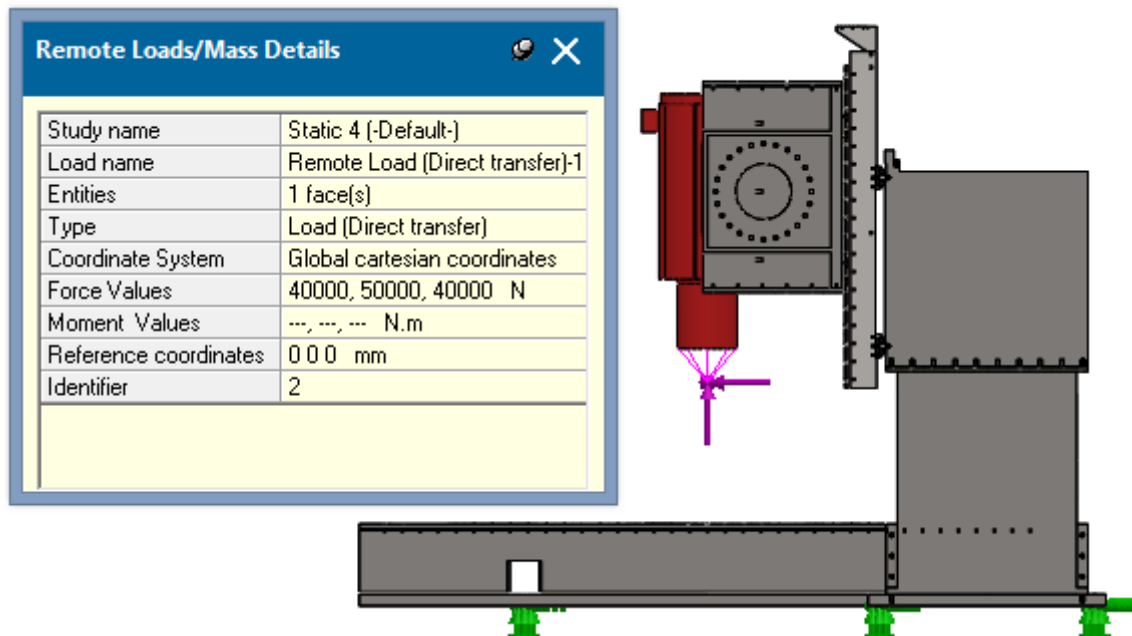 Remote Loads/Mass Details
Study name Static 4 (-Default-)
Load name Remote Load (Direct transfer)-1
Entities 1 face(s)
Type Load (Direct transfer)
Coordinate System Global cartesian coordinates
Force Values 40000, 50000, 40000 N
Moment Values ---, ---, --- N.m
Reference coordinates 0 0 0 mm
Identifier 2